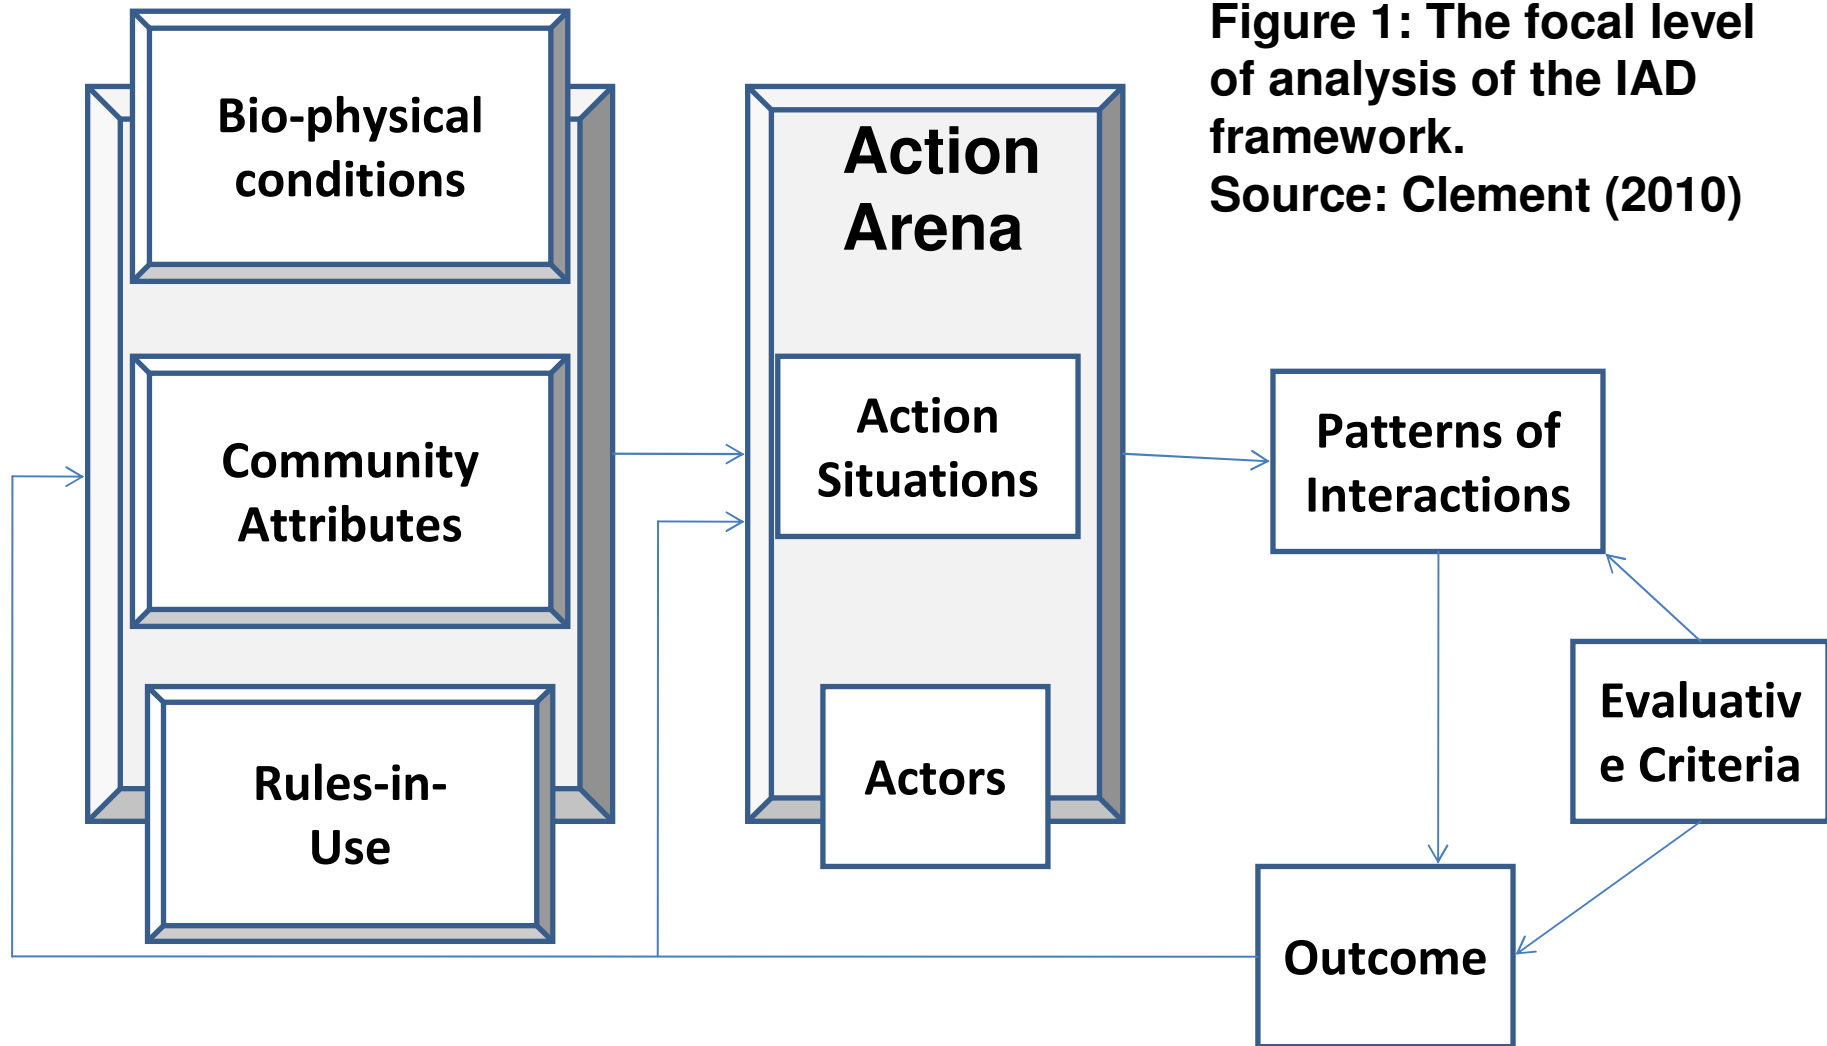 Figure 1: The focal level
of analysis of the IAD
framework.
Source: Clement (2010)
Bio-physical
conditions
Community
Attributes
Rules-in-
Use
Action
Arena
Action
Situations
Actors
Patterns of
Interactions
Evaluativ
e Criteria
Outcome